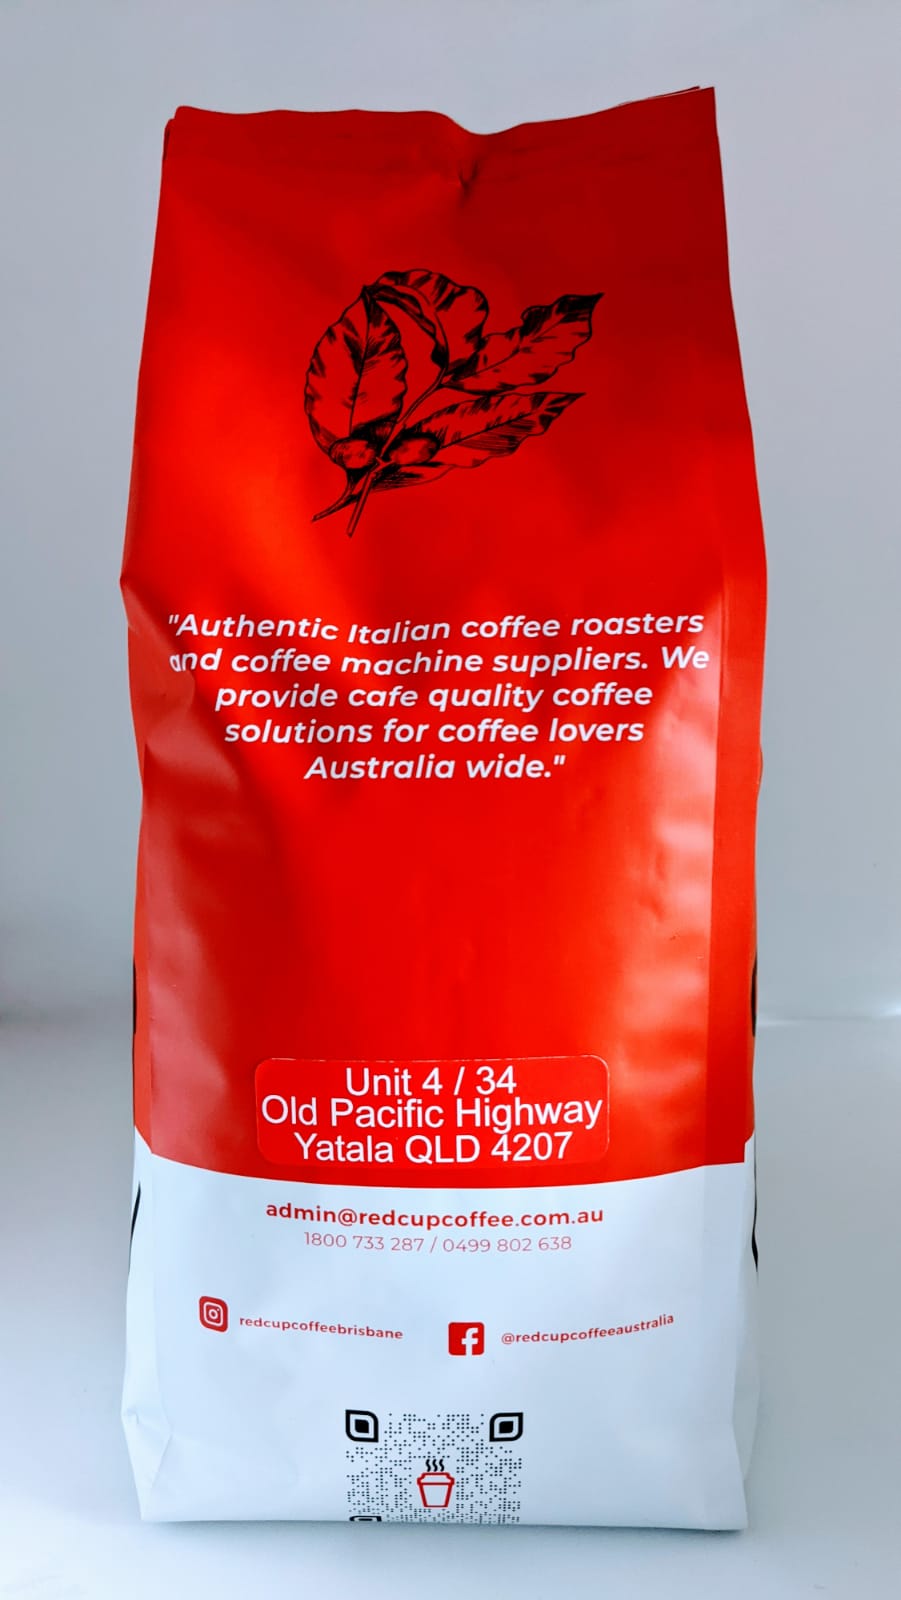 "Authentic Italian coffee roasters
and coffee machine suppliers. We
provide cafe quality coffee
solutions for coffee lovers
Australia wide."
Unit 4 / 34
Old Pacific Highway
Yatala QLD 4207
admin@redcupcoffee.com.au
1800 733 287 / 0499 802 638
redcupcoffeebrisbane
@redcupcoffeeaustralia